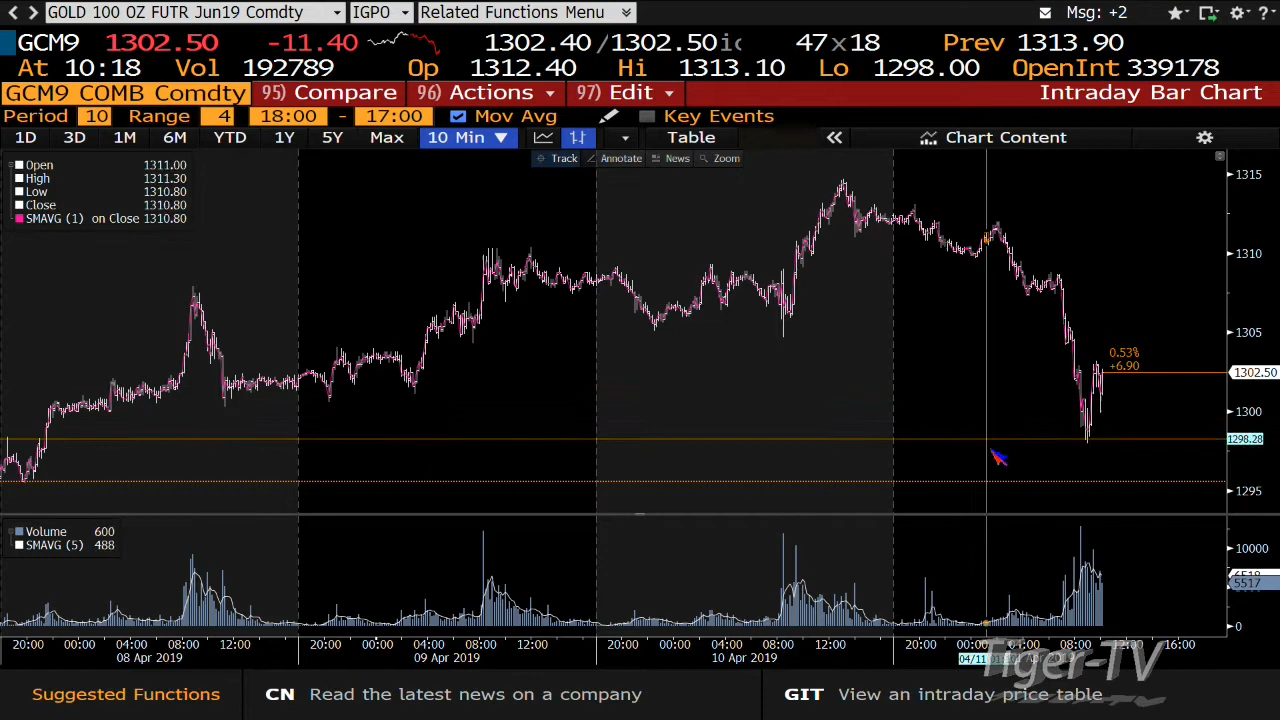 GOLD 100 OZ FUTR Jun19 Comdty IGPO Related Functions Menu Msg: +2 ?
GCM9 1302.50 -11.40 1302.40/1302.50 47x18 Prev 1313.90
At 10:18 Vol 192789 Op 1312.40 Hi 1313.10 Lo 1298.00 OpenInt 339178
GCM9 COMB Comdty 95) Compare 96) Actions 97) Edit Intraday Bar Chart
Period 10 Range 4 18:00 - 17:00 Mov Avg Key Events
1D 3D 1M 6M YTD 1Y 5Y Max 10 Min ▼ Table « Chart Content
Track Annotate News Zoom
Open 1311.00
High 1311.30
Low 1310.80
Close 1310.80
SMAVG (1) on Close 1310.80
1315
1310
1305
0.53%
+6.90
1302.50
1300
1298.28
1295
Volume 600
SMAVG (5) 488
10000
5517
0
20:00 00:00 04:00 08:00 12:00 20:00 00:00 04:00 08:00 12:00 20:00 00:00 04:00 08:00 12:00 20:00 00:00 04:00 08:00 12:00 16:00
08 Apr 2019 09 Apr 2019 10 Apr 2019 04/11 Apr 2019
Tiger-TV
Suggested Functions CN Read the latest news on a company GIT View an intraday price table